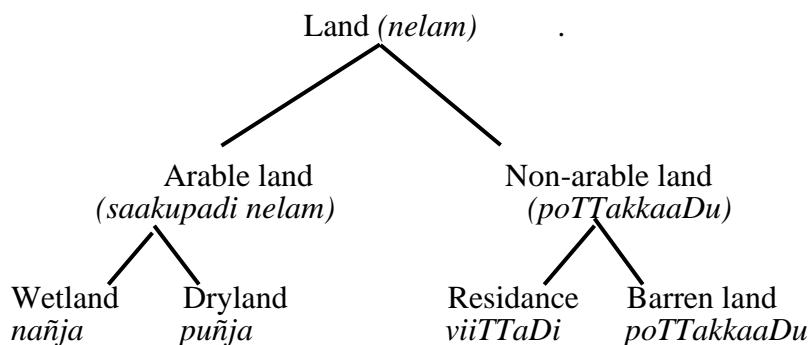 Land (nelam) .
Arable land Non-arable land
(saakupadi nelam) (poTTakkaaDu)
Wetland Dryland Residance Barren land
nañja puñja viiTTaDi poTTakkaaDu